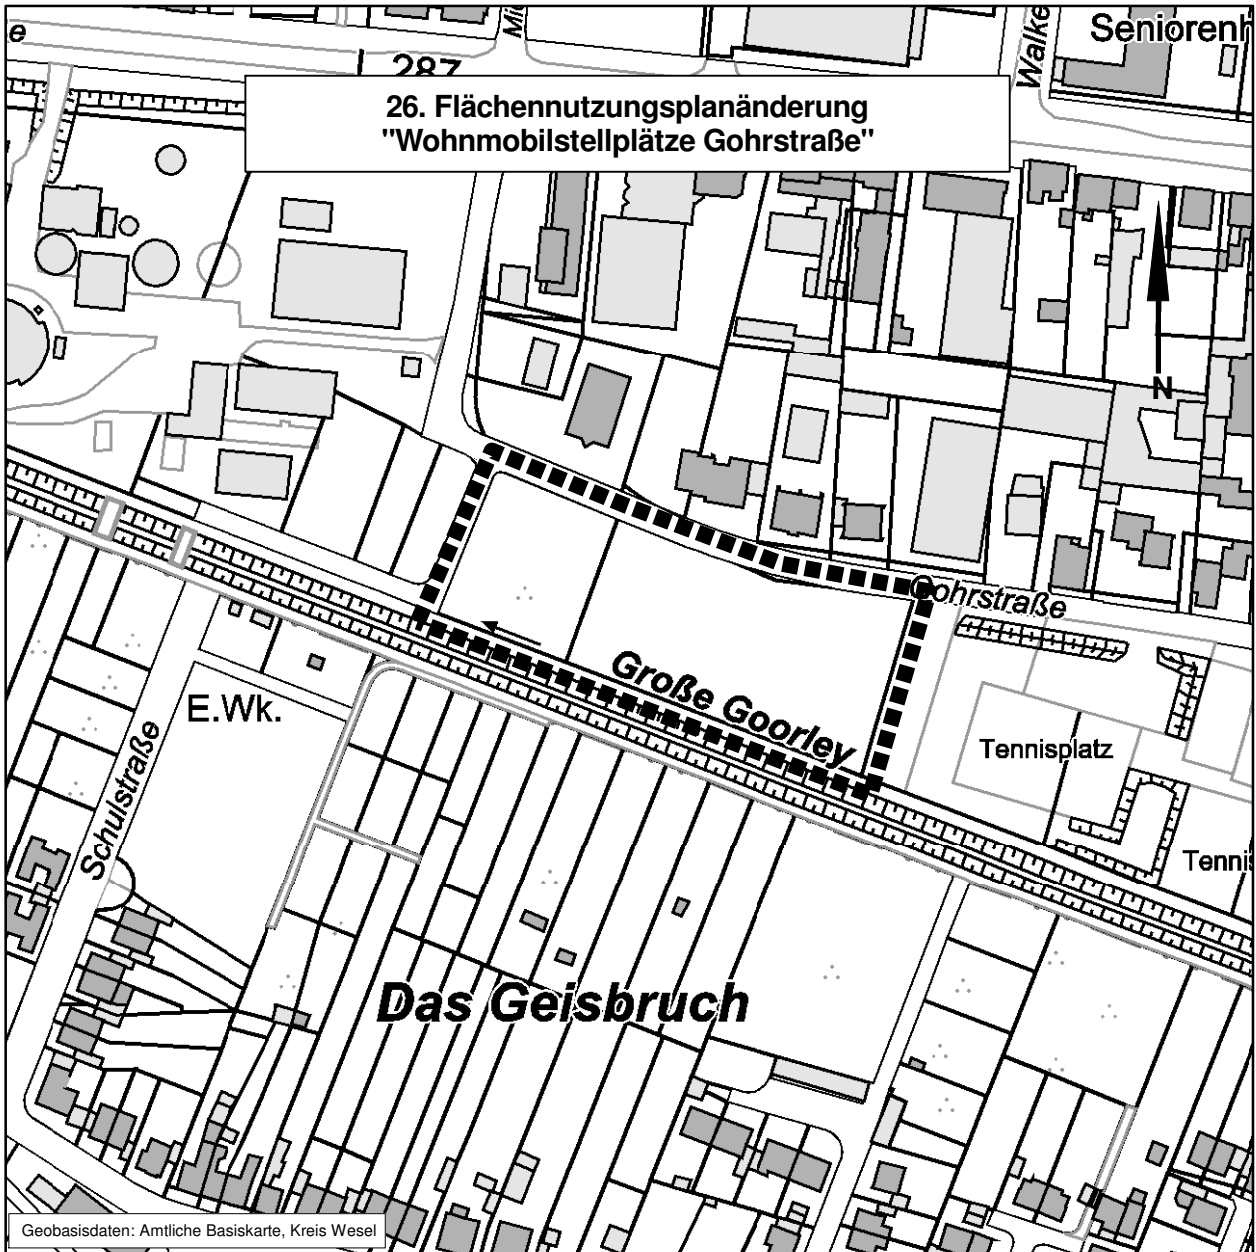 e
287
Walke
Seniorenh
26. Flächennutzungsplanänderung
"Wohnmobilstellplätze Gohrstraße"
N
Gohrstraße
Große Goorley
E.Wk.
Schulstraße
Tennisplatz
Tennis
Das Geisbruch
Geobasisdaten: Amtliche Basiskarte, Kreis Wesel